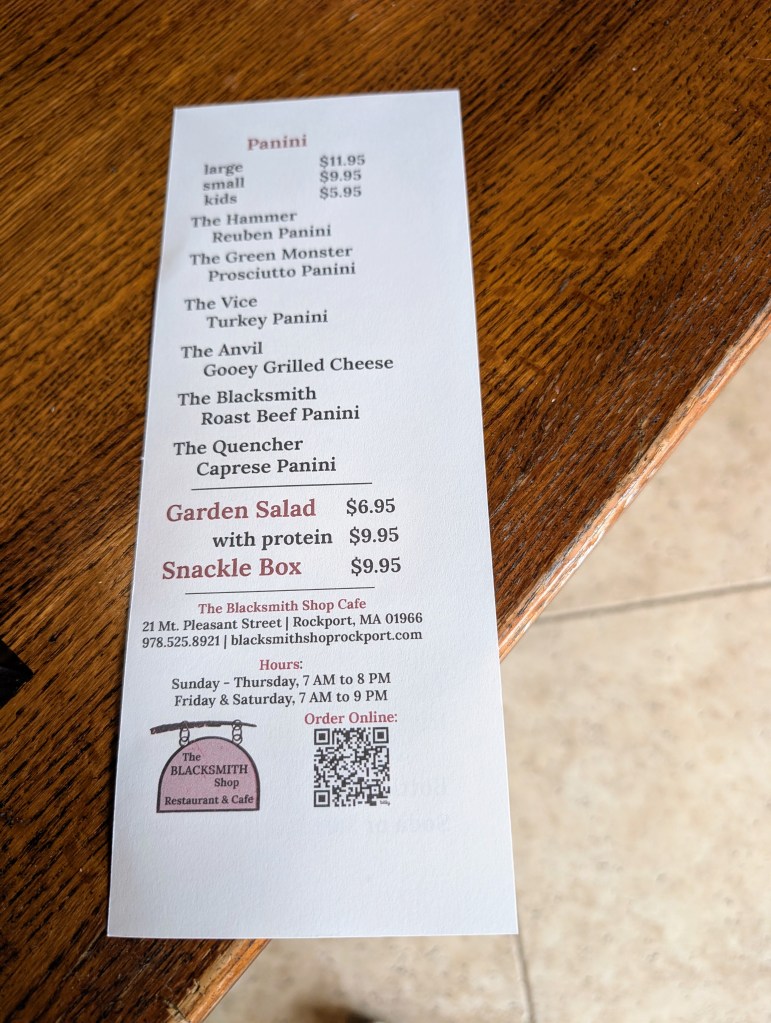 Panini
large $11.95
small $9.95
kids $5.95
The Hammer
Reuben Panini
The Green Monster
Prosciutto Panini
The Vice
Turkey Panini
The Anvil
Gooey Grilled Cheese
The Blacksmith
Roast Beef Panini
The Quencher
Caprese Panini
Garden Salad $6.95
with protein $9.95
Snackle Box $9.95
The Blacksmith Shop Cafe
21 Mt. Pleasant Street | Rockport, MA 01966
978.525.8921 | blacksmithshoprockport.com
Hours:
Sunday - Thursday, 7 AM to 8 PM
Friday & Saturday, 7 AM to 9 PM
Order Online:
The
BLACKSMITH
Shop
Restaurant & Cafe